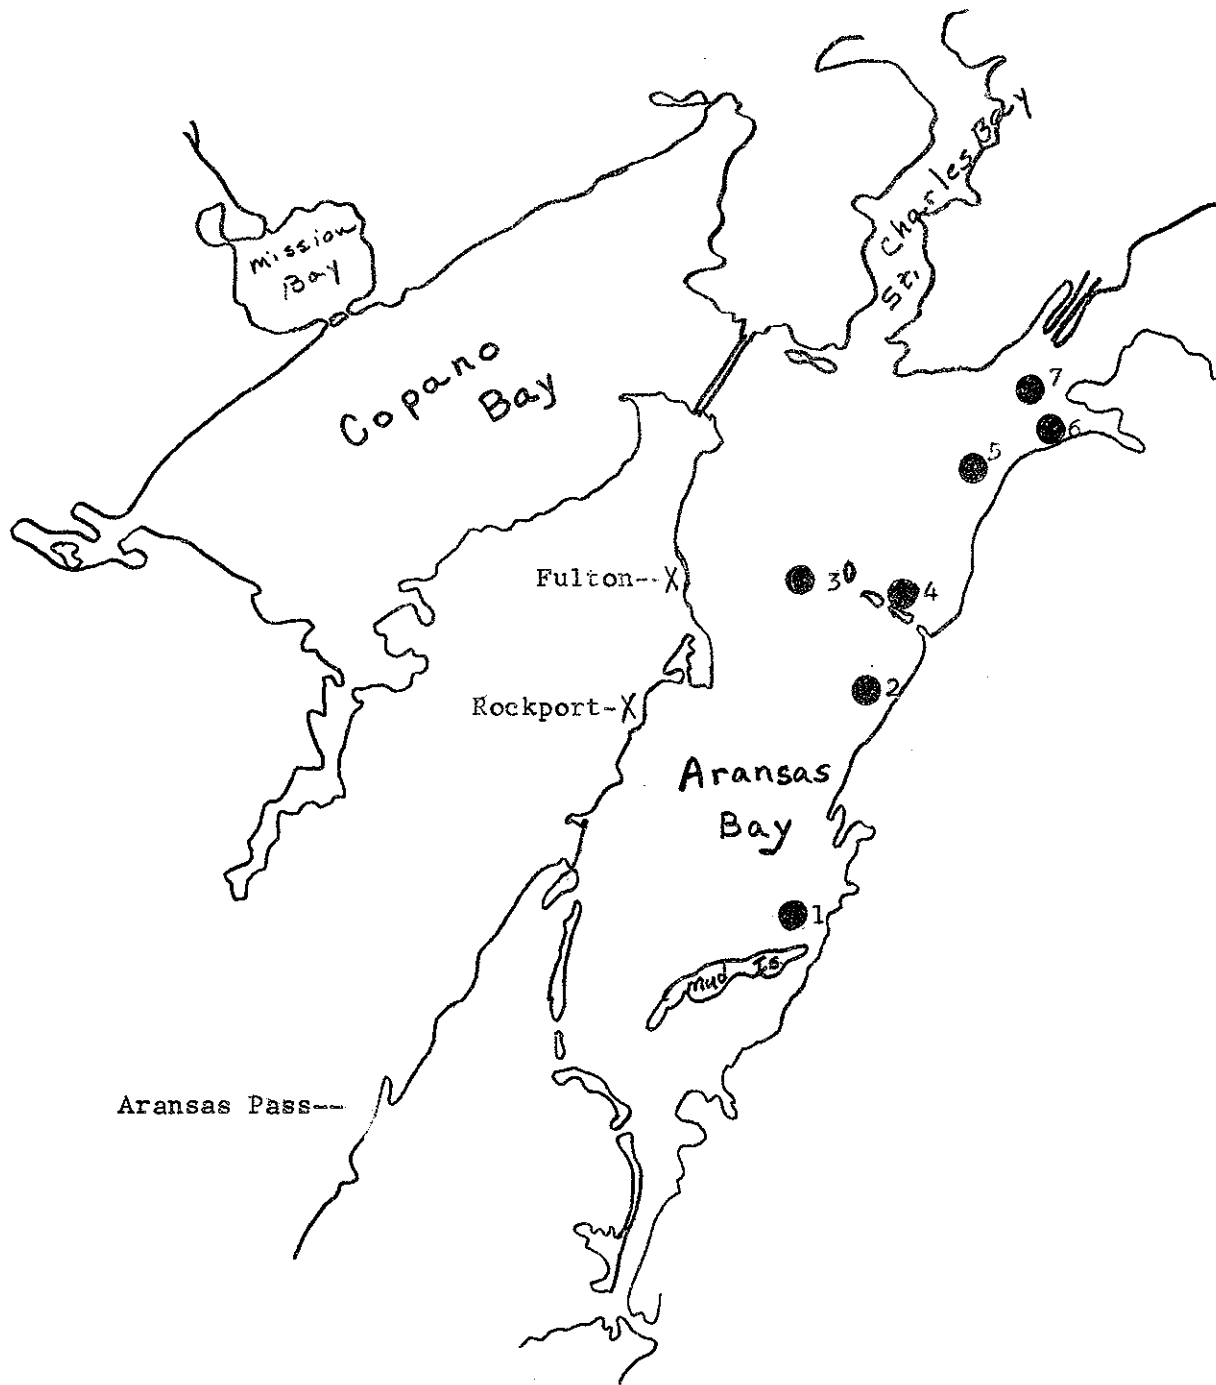 St. Charles Bay
Mission
Bay
Copano
Bay
7
6
5
Fulton--X
3
4
Rockport-X
2
Aransas
Bay
1
Mud Is.
Aransas Pass--